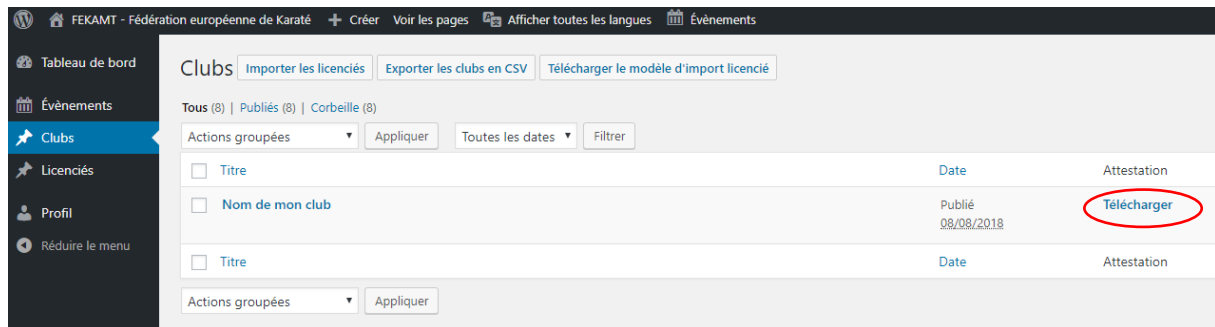 FEKAMT - Fédération européenne de Karaté + Créer Voir les pages Afficher toutes les langues Évènements
Tableau de bord
Évènements
Clubs
Licenciés
Profil
Réduire le menu
Clubs Importer les licenciés Exporter les clubs en CSV Télécharger le modèle d'import licencié
Tous (8) | Publiés (8) | Corbeille (8)
Actions groupées Appliquer Toutes les dates Filtrer
Titre Date Attestation
Nom de mon club Publié Télécharger
08/08/2018
Titre Date Attestation
Actions groupées Appliquer